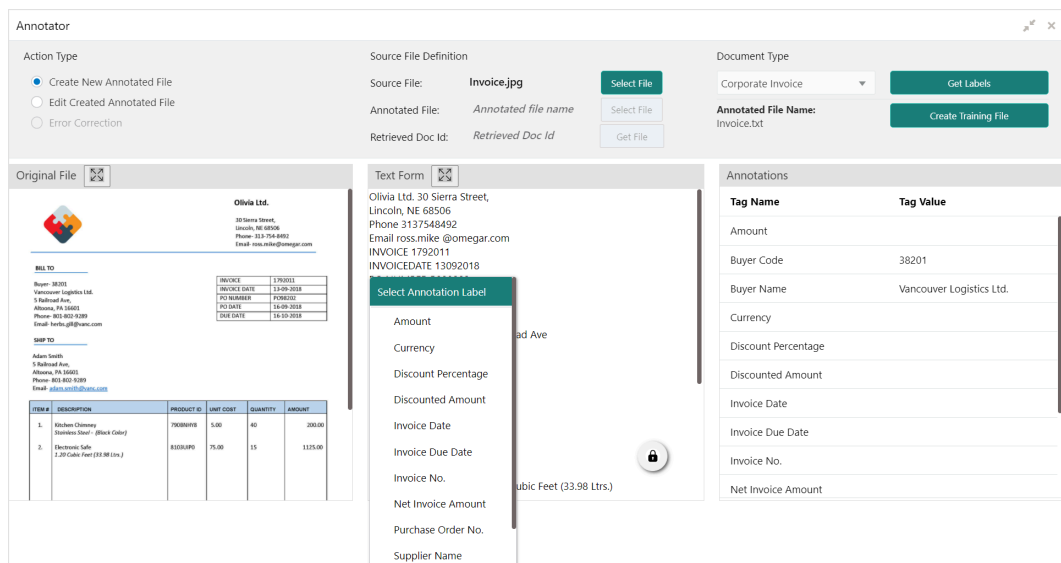 Annotator
Action Type
Create New Annotated File
Edit Created Annotated File
Error Correction
Source File Definition
Source File: Invoice.jpg Select File
Annotated File: Annotated file name Select File
Retrieved Doc Id: Retrieved Doc Id Get File
Document Type
Corporate Invoice Get Labels
Annotated File Name:
Invoice.txt
Create Training File
Original File
Olivia Ltd.
30 Sierra Street,
Lincoln, NE 68506
Phone- 313-754-8492
Email- ross.mike@omegar.com
BILL TO
Buyer- 38201
Vancouver Logistics Ltd.
5 Railroad Ave,
Altoona, PA 16601
Phone- 803-802-9289
Email- herbs.gill@vanc.com
INVOICE 1792011
INVOICE DATE 13-09-2018
PO NUMBER PO98202
PO DATE 16-09-2018
DUE DATE 16-10-2018
SHIP TO
Adam Smith
5 Railroad Ave,
Altoona, PA 16601
Phone- 803-802-9289
Email- adam.smith@vanc.com
ITEM # DESCRIPTION PRODUCT ID UNIT COST QUANTITY AMOUNT
1. Kitchen Chimney 7908NHYB 5.00 40 200.00
Stainless Steel – (Black Color)
2. Electronic Safe 8103UIP0 75.00 15 1125.00
1.20 Cubic Feet (33.98 Ltrs.)
Text Form
Olivia Ltd. 30 Sierra Street,
Lincoln, NE 68506
Phone 3137548492
Email ross.mike @omegar.com
INVOICE 1792011
INVOICEDATE 13092018
Select Annotation Label
Amount
Currency
Discount Percentage
Discounted Amount
Invoice Date
Invoice Due Date
Invoice No.
Net Invoice Amount
Purchase Order No.
Supplier Name
ad Ave
ubic Feet (33.98 Ltrs.)
Annotations
Tag Name Tag Value
Amount
Buyer Code 38201
Buyer Name Vancouver Logistics Ltd.
Currency
Discount Percentage
Discounted Amount
Invoice Date
Invoice Due Date
Invoice No.
Net Invoice Amount